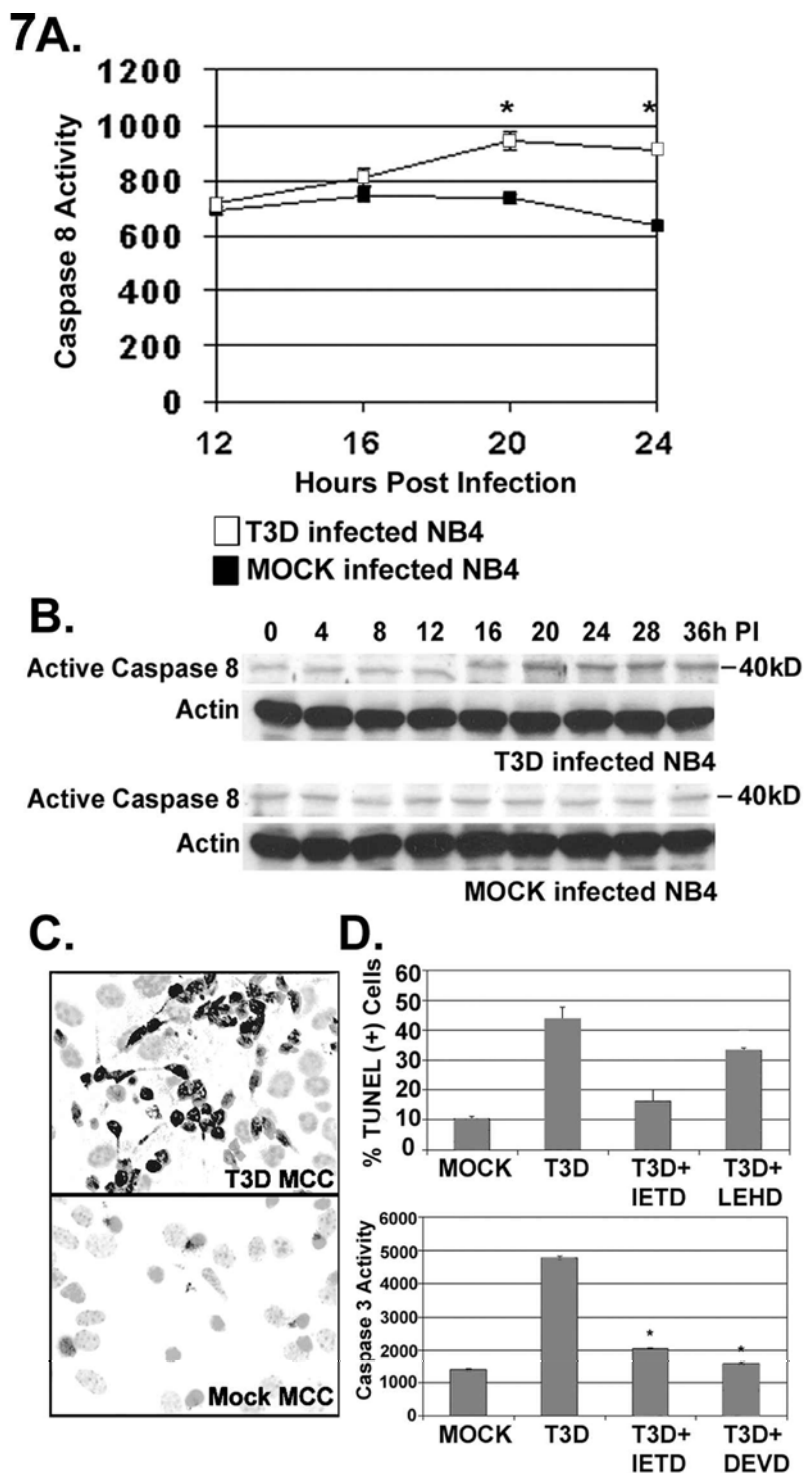 7A.
1200
1000
800
600
400
200
0
Caspase 8 Activity
* *
12 16 20 24
Hours Post Infection
T3D infected NB4
MOCK infected NB4
B.
0 4 8 12 16 20 24 28 36h PI
Active Caspase 8 –40kD
Actin
T3D infected NB4
Active Caspase 8 –40kD
Actin
MOCK infected NB4
C.
T3D MCC
Mock MCC
D.
% TUNEL (+) Cells
60
50
40
30
20
10
0
MOCK T3D T3D+ T3D+
IETD LEHD
Caspase 3 Activity
6000
5000
4000
3000
2000
1000
0
* *
MOCK T3D T3D+ T3D+
IETD DEVD